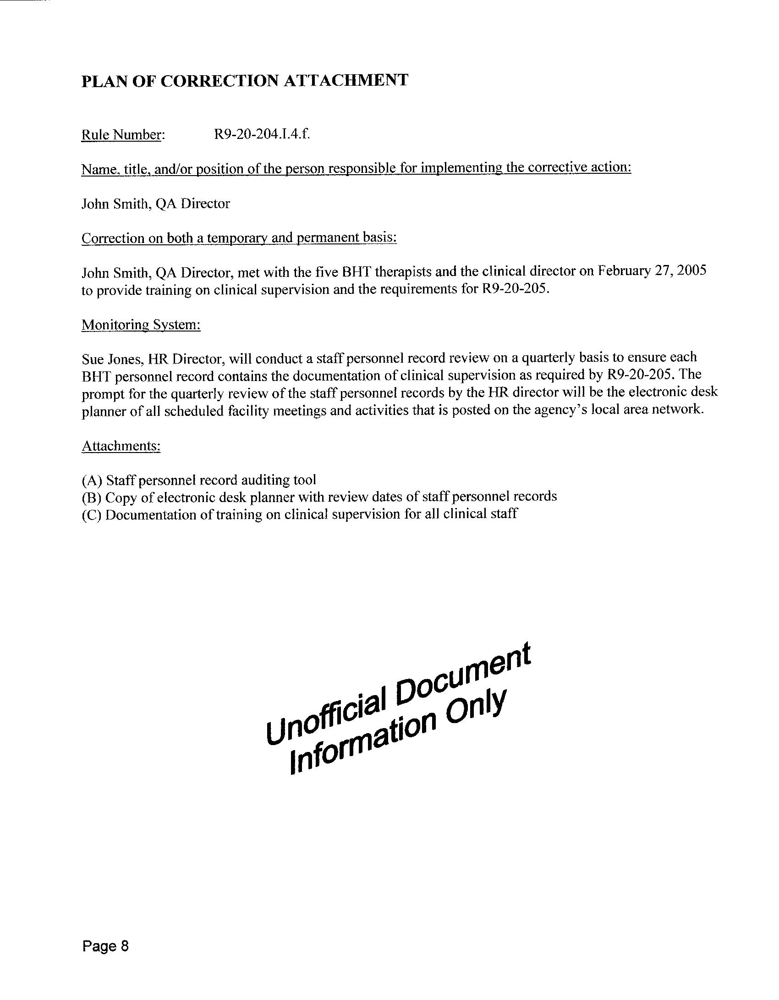 PLAN OF CORRECTION ATTACHMENT
Rule Number: R9-20-204.I.4.f.
Name, title, and/or position of the person responsible for implementing the corrective action:
John Smith, QA Director
Correction on both a temporary and permanent basis:
John Smith, QA Director, met with the five BHT therapists and the clinical director on February 27, 2005
to provide training on clinical supervision and the requirements for R9-20-205.
Monitoring System:
Sue Jones, HR Director, will conduct a staff personnel record review on a quarterly basis to ensure each
BHT personnel record contains the documentation of clinical supervision as required by R9-20-205. The
prompt for the quarterly review of the staff personnel records by the HR director will be the electronic desk
planner of all scheduled facility meetings and activities that is posted on the agency's local area network.
Attachments:
(A) Staff personnel record auditing tool
(B) Copy of electronic desk planner with review dates of staff personnel records
(C) Documentation of training on clinical supervision for all clinical staff
Unofficial Document
Information Only
Page 8